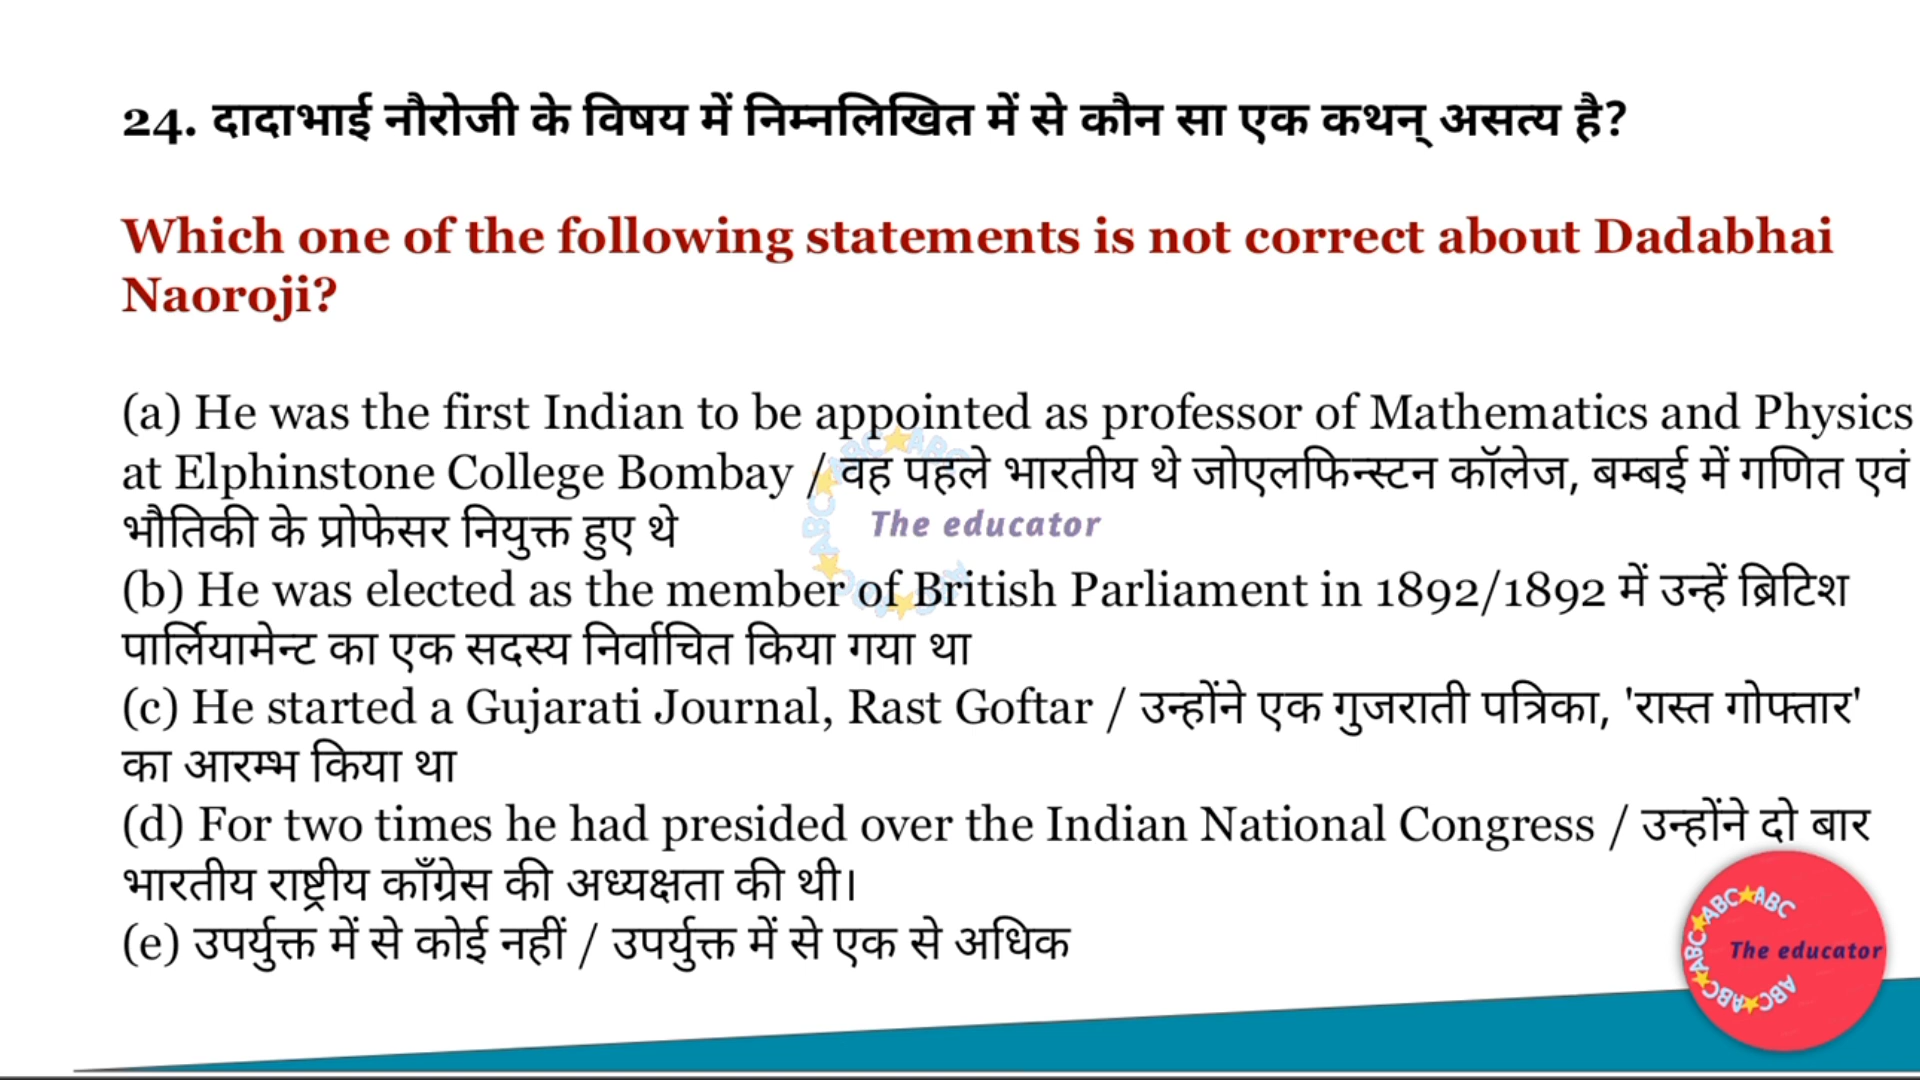 24. दादाभाई नौरोजी के विषय में निम्नलिखित में से कौन सा एक कथन् असत्य है?
Which one of the following statements is not correct about Dadabhai
Naoroji?
(a) He was the first Indian to be appointed as professor of Mathematics and Physics
at Elphinstone College Bombay / वह पहले भारतीय थे जोएलफिन्स्टन कॉलेज, बम्बई में गणित एवं
भौतिकी के प्रोफेसर नियुक्त हुए थे
The educator
(b) He was elected as the member of British Parliament in 1892/1892 में उन्हें ब्रिटिश
पार्लियामेन्ट का एक सदस्य निर्वाचित किया गया था
(c) He started a Gujarati Journal, Rast Goftar / उन्होंने एक गुजराती पत्रिका, 'रास्त गोफ्तार'
का आरम्भ किया था
(d) For two times he had presided over the Indian National Congress / उन्होंने दो बार
भारतीय राष्ट्रीय काँग्रेस की अध्यक्षता की थी।
(e) उपर्युक्त में से कोई नहीं / उपर्युक्त में से एक से अधिक
ABC★ABC★ABC★ABC★ABC
The educator